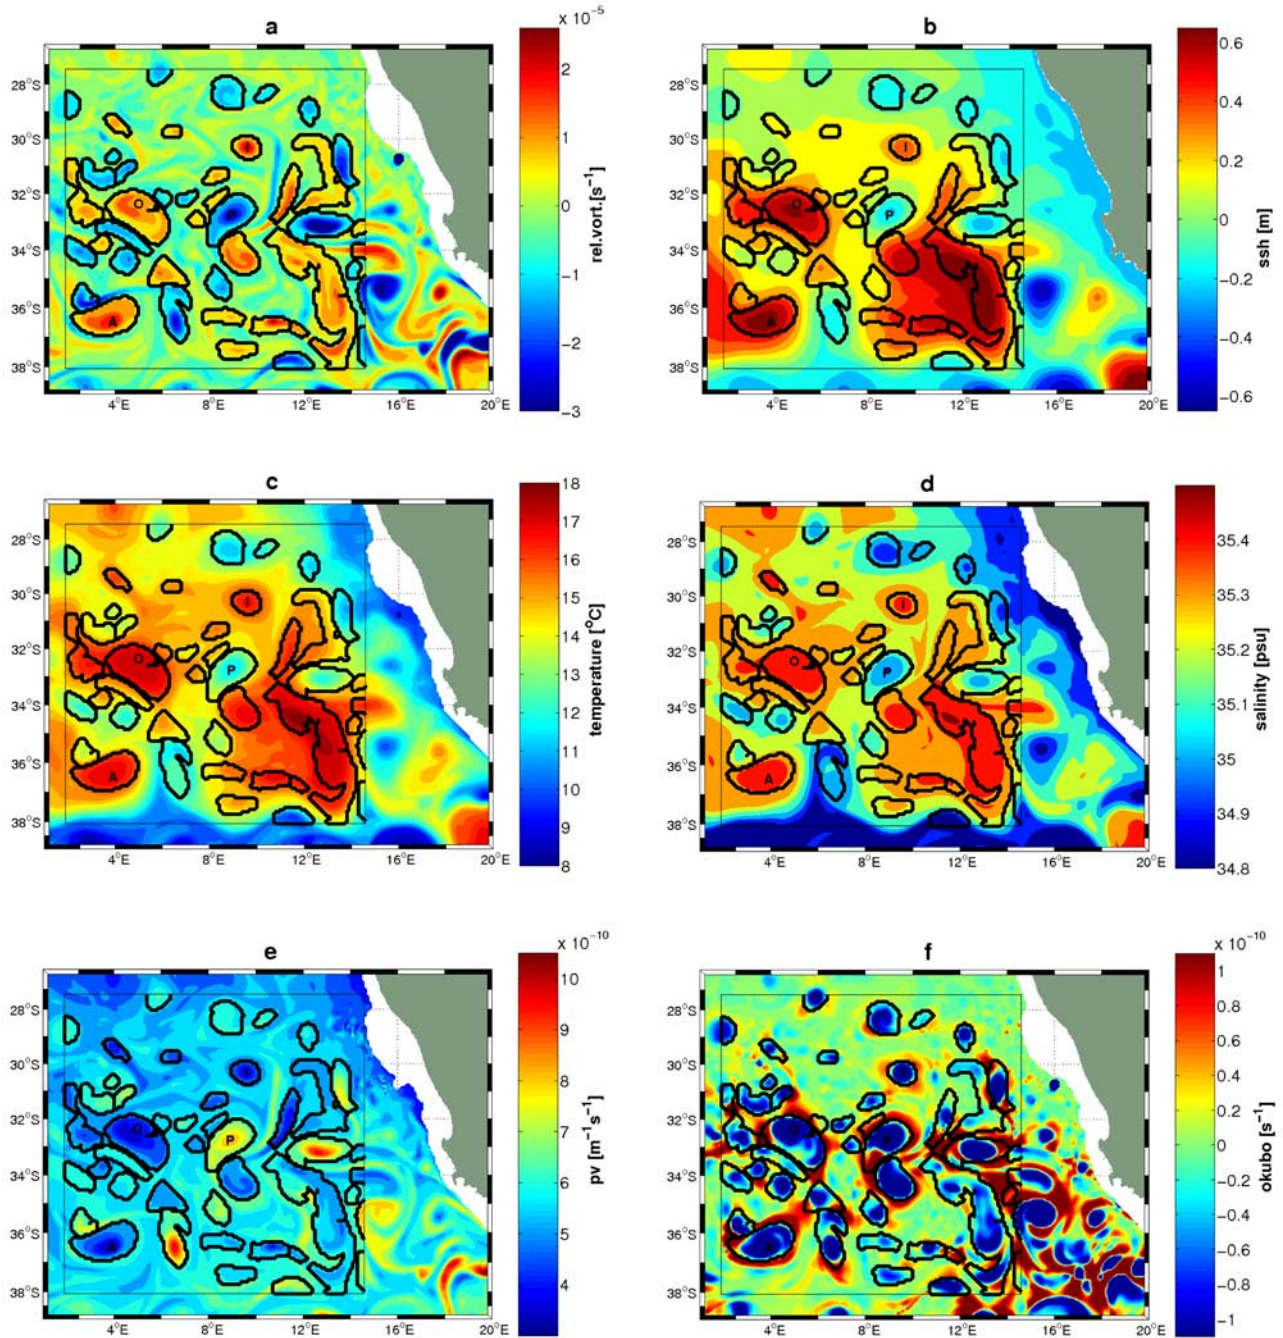 a
x 10⁻⁵
28°S
30°S
32°S
34°S
36°S
38°S
4°E
8°E
12°E
16°E
20°E
I
O
P
A
2
1
0
−1
−2
−3
rel.vort.[s⁻¹]
b
28°S
30°S
32°S
34°S
36°S
38°S
4°E
8°E
12°E
16°E
20°E
I
O
P
A
0.6
0.4
0.2
0
−0.2
−0.4
−0.6
ssh [m]
c
28°S
30°S
32°S
34°S
36°S
38°S
4°E
8°E
12°E
16°E
20°E
I
O
P
A
18
17
16
15
14
13
12
11
10
9
8
temperature [°C]
d
28°S
30°S
32°S
34°S
36°S
38°S
4°E
8°E
12°E
16°E
20°E
I
O
P
A
35.4
35.3
35.2
35.1
35
34.9
34.8
salinity [psu]
e
x 10⁻¹⁰
28°S
30°S
32°S
34°S
36°S
38°S
4°E
8°E
12°E
16°E
20°E
O
P
10
9
8
7
6
5
4
pv [m⁻¹s⁻¹]
f
x 10⁻¹⁰
28°S
30°S
32°S
34°S
36°S
38°S
4°E
8°E
12°E
16°E
20°E
1
0.8
0.6
0.4
0.2
0
−0.2
−0.4
−0.6
−0.8
−1
okubo [s⁻¹]